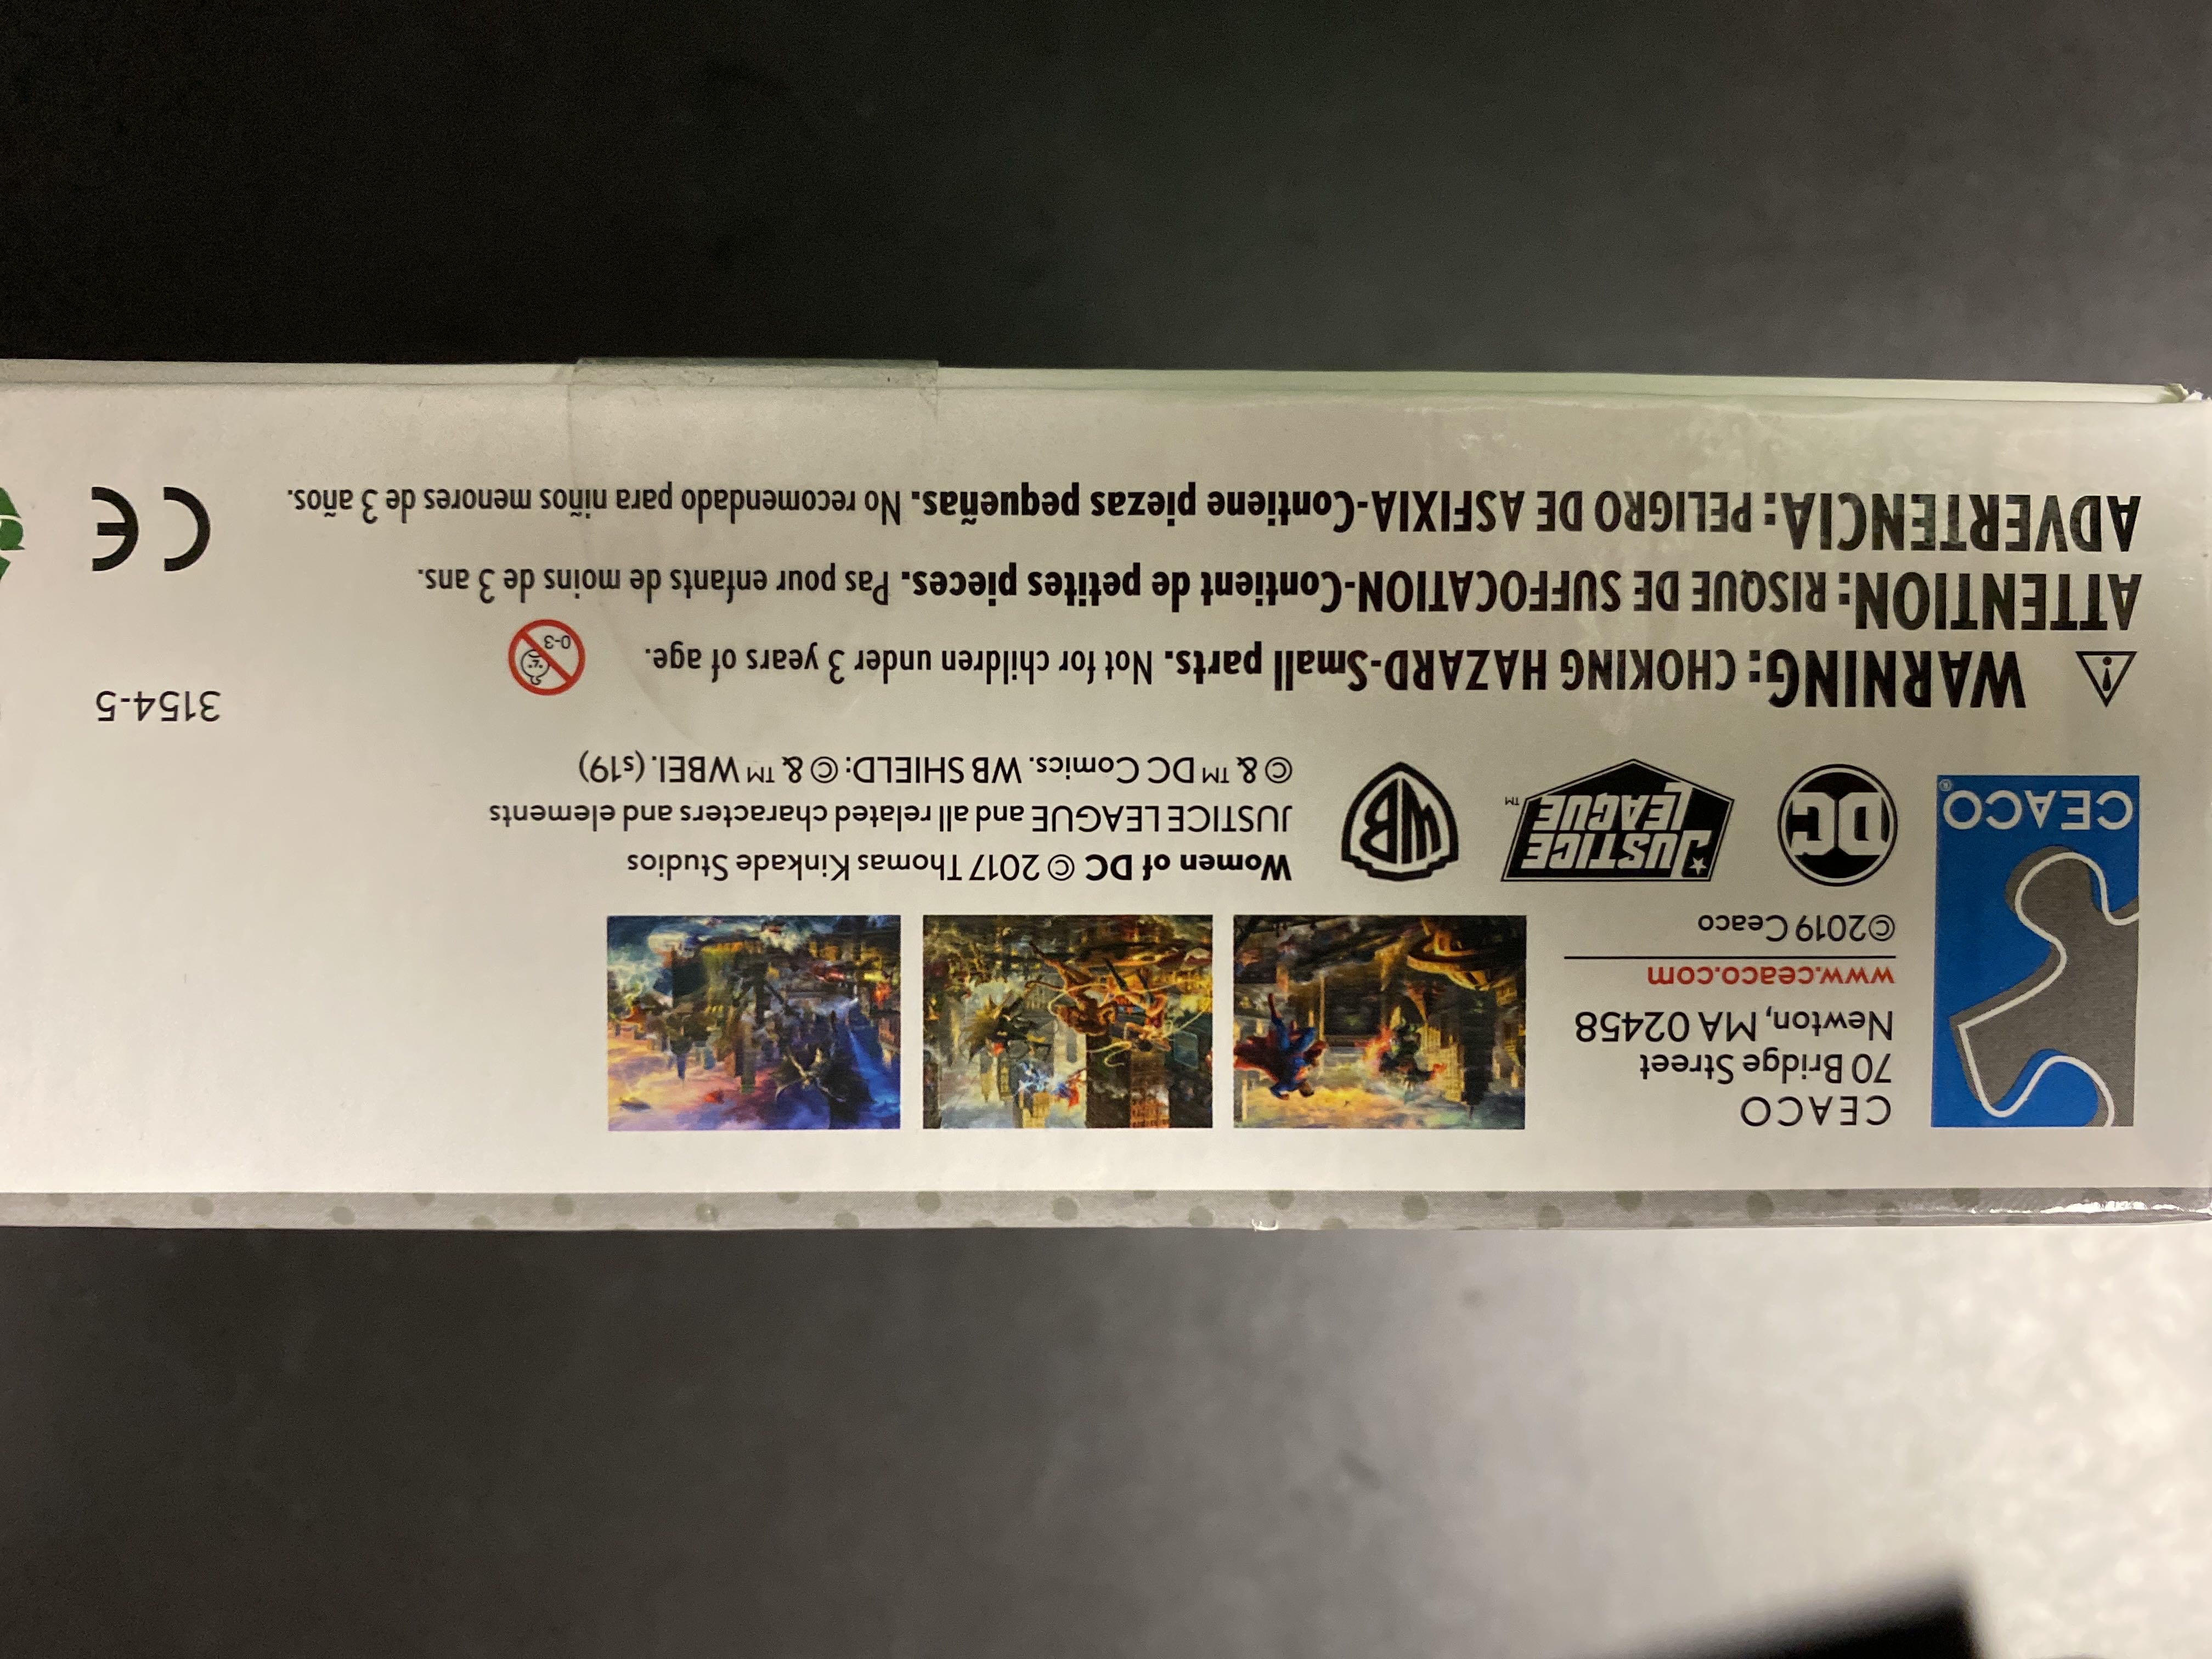 CEACO
70 Bridge Street
Newton, MA 02458
www.ceaco.com
©2019 Ceaco
CEACO®
DC
JUSTICE
LEAGUE™
WB
Women of DC © 2017 Thomas Kinkade Studios
JUSTICE LEAGUE and all related characters and elements
© & ™ DC Comics. WB SHIELD: © & ™ WBEI. (s19)
WARNING: CHOKING HAZARD-Small parts. Not for children under 3 years of age.
0-3
ATTENTION: RISQUE DE SUFFOCATION-Contient de petites pieces. Pas pour enfants de moins de 3 ans.
ADVERTENCIA: PELIGRO DE ASFIXIA-Contiene piezas pequeñas. No recomendado para niños menores de 3 años.
3154-5
CE